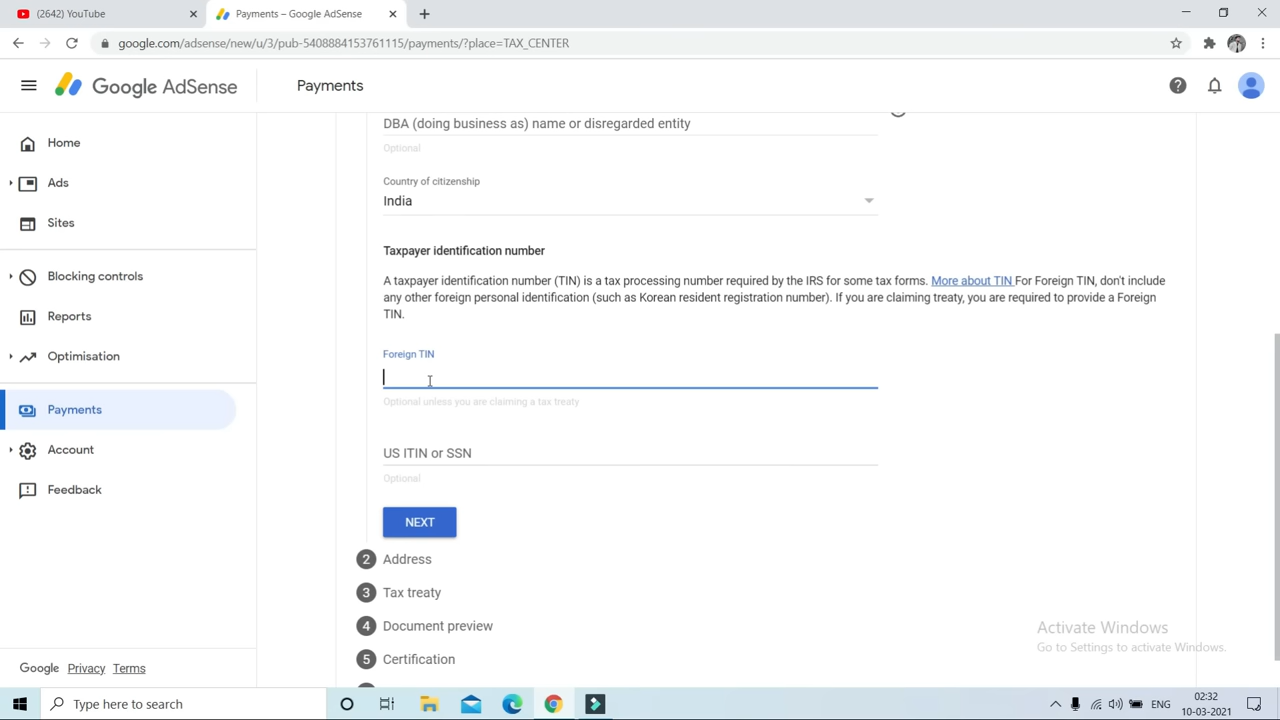 (2642) YouTube
Payments – Google AdSense
google.com/adsense/new/u/3/pub-5408884153761115/payments/?place=TAX_CENTER
Google AdSense
Payments
Home
Ads
Sites
Blocking controls
Reports
Optimisation
Payments
Account
Feedback
Google Privacy Terms
DBA (doing business as) name or disregarded entity
Optional
Country of citizenship
India
Taxpayer identification number
A taxpayer identification number (TIN) is a tax processing number required by the IRS for some tax forms. More about TIN For Foreign TIN, don't include
any other foreign personal identification (such as Korean resident registration number). If you are claiming treaty, you are required to provide a Foreign
TIN.
Foreign TIN
Optional unless you are claiming a tax treaty
US ITIN or SSN
Optional
NEXT
2 Address
3 Tax treaty
4 Document preview
5 Certification
Activate Windows
Go to Settings to activate Windows.
Type here to search
ENG
02:32
10-03-2021